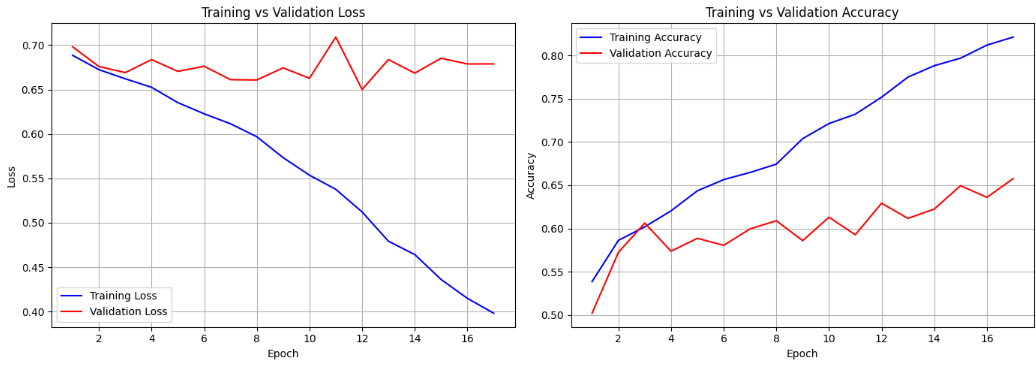 Training vs Validation Loss
0.70
0.65
0.60
0.55
0.50
0.45
0.40
Loss
Training Loss
Validation Loss
2 4 6 8 10 12 14 16
Epoch
Training vs Validation Accuracy
Training Accuracy
Validation Accuracy
0.80
0.75
0.70
0.65
0.60
0.55
0.50
Accuracy
2 4 6 8 10 12 14 16
Epoch